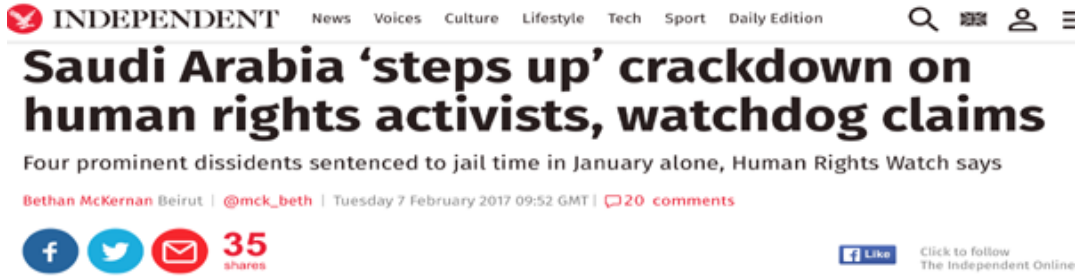 INDEPENDENT News Voices Culture Lifestyle Tech Sport Daily Edition
Saudi Arabia ‘steps up’ crackdown on
human rights activists, watchdog claims
Four prominent dissidents sentenced to jail time in January alone, Human Rights Watch says
Bethan McKernan Beirut | @mck_beth | Tuesday 7 February 2017 09:52 GMT | 20 comments
35
shares
f Like
Click to follow
The Independent Online